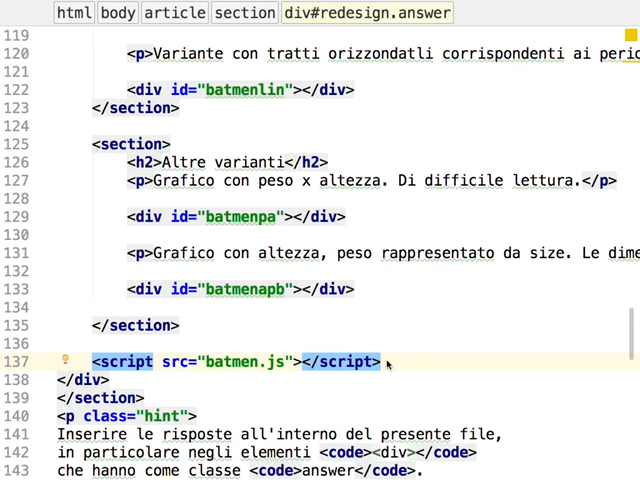 html body article section div#redesign.answer
119
120 <p>Variante con tratti orizzondatli corrispondenti ai peri
121
122 <div id="batmenlin"></div>
123 </section>
124
125 <section>
126 <h2>Altre varianti</h2>
127 <p>Grafico con peso x altezza. Di difficile lettura.</p>
128
129 <div id="batmenpa"></div>
130
131 <p>Grafico con altezza, peso rappresentato da size. Le dime
132
133 <div id="batmenapb"></div>
134
135 </section>
136
137 <script src="batmen.js"></script>
138 </div>
139 </section>
140 <p class="hint">
141 Inserire le risposte all'interno del presente file,
142 in particolare negli elementi <code><div></code>
143 che hanno come classe <code>answer</code>.